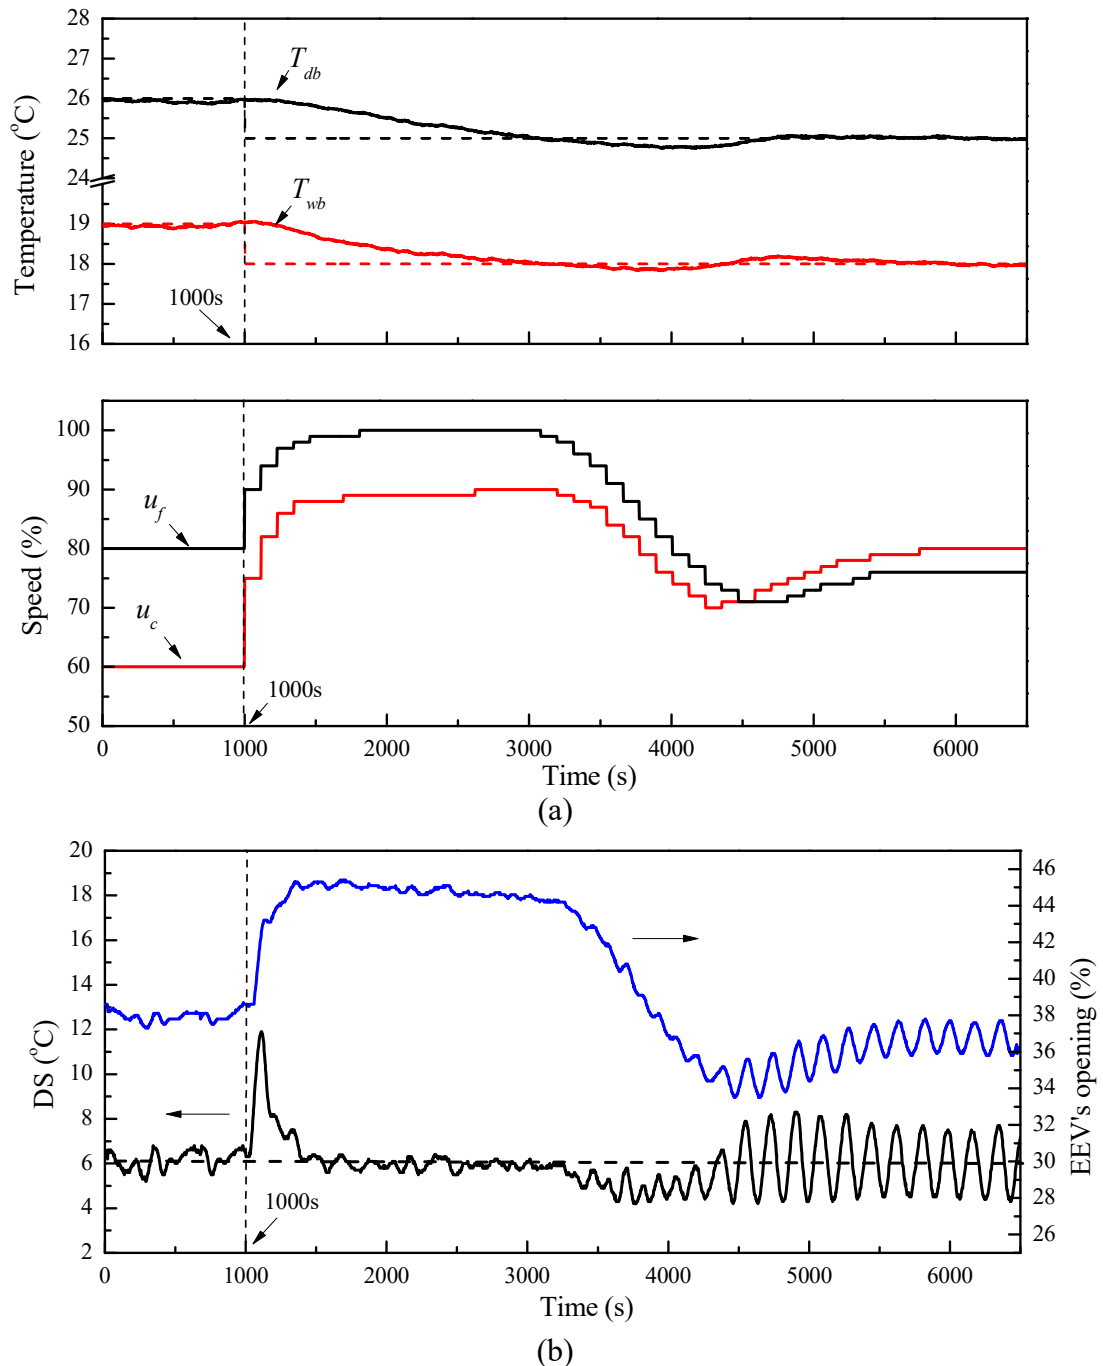 28
27
26
25
24
19
18
17
16
Temperature (°C)
T_db
T_wb
1000s
100
90
80
70
60
50
Speed (%)
u_f
u_c
1000s
0 1000 2000 3000 4000 5000 6000
Time (s)
(a)
20
18
16
14
12
10
8
6
4
2
DS (°C)
46
44
42
40
38
36
34
32
30
28
26
EEV's opening (%)
1000s
0 1000 2000 3000 4000 5000 6000
Time (s)
(b)